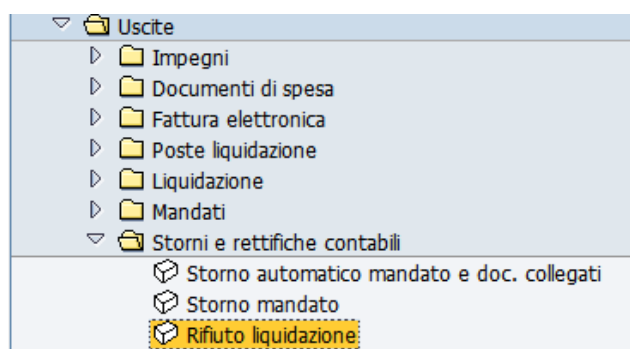 Uscite
Impegni
Documenti di spesa
Fattura elettronica
Poste liquidazione
Liquidazione
Mandati
Storni e rettifiche contabili
Storno automatico mandato e doc. collegati
Storno mandato
Rifiuto liquidazione